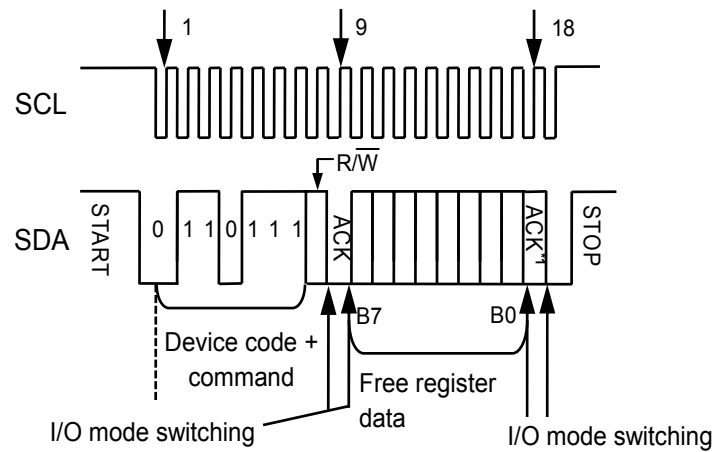 1
9
18
SCL
R/W̅
SDA
START
0 1 1 0 1 1 1
ACK
ACK*1
STOP
B7
B0
Device code +
command
Free register
data
I/O mode switching
I/O mode switching